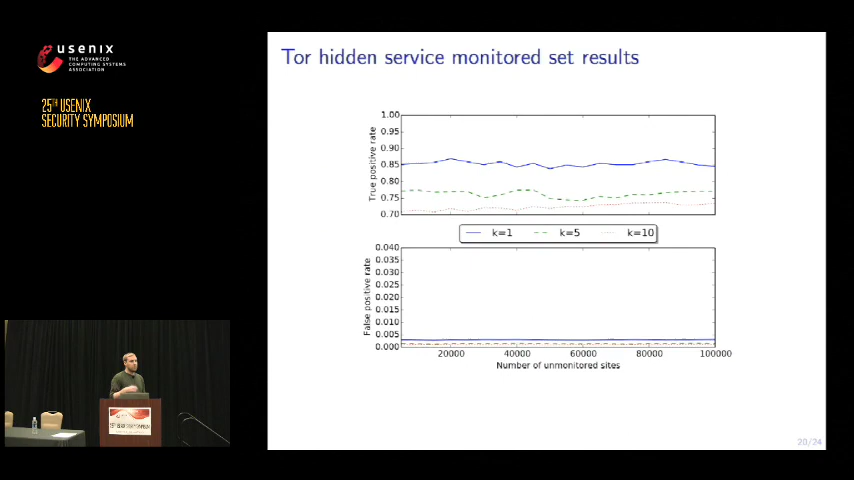 usenix
THE ADVANCED
COMPUTING SYSTEMS
ASSOCIATION
25TH USENIX
SECURITY SYMPOSIUM
Tor hidden service monitored set results
1.00
0.95
0.90
0.85
0.80
0.75
0.70
True positive rate
k=1 k=5 k=10
0.040
0.035
0.030
0.025
0.020
0.015
0.010
0.005
0.000
False positive rate
20000 40000 60000 80000 100000
Number of unmonitored sites
20/24